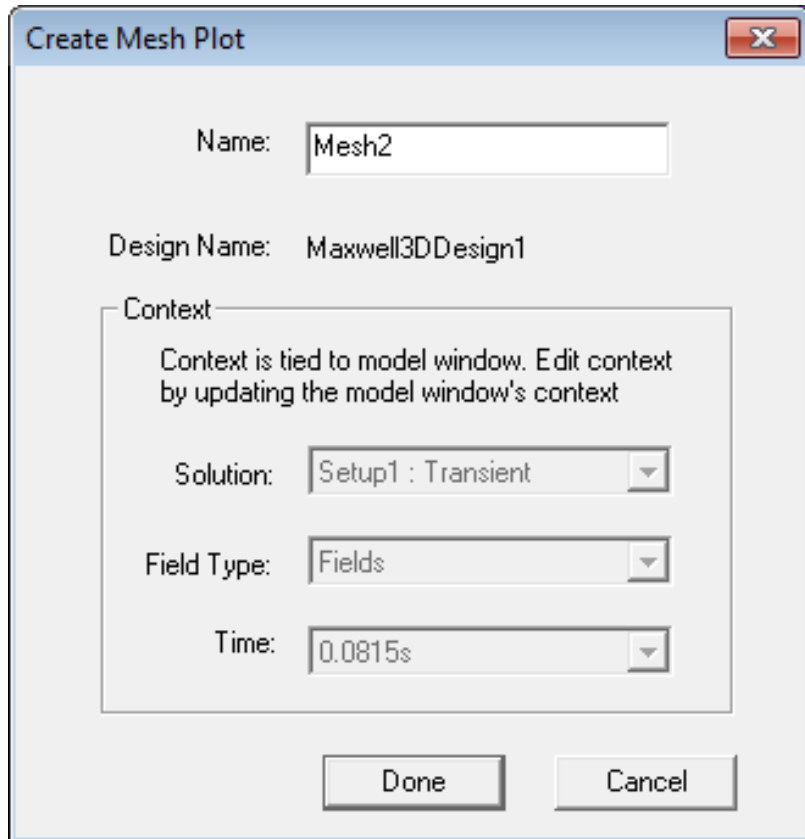 Create Mesh Plot
Name: Mesh2
Design Name: Maxwell3DDesign1
Context
Context is tied to model window. Edit context
by updating the model window's context
Solution: Setup1 : Transient
Field Type: Fields
Time: 0.0815s
Done Cancel